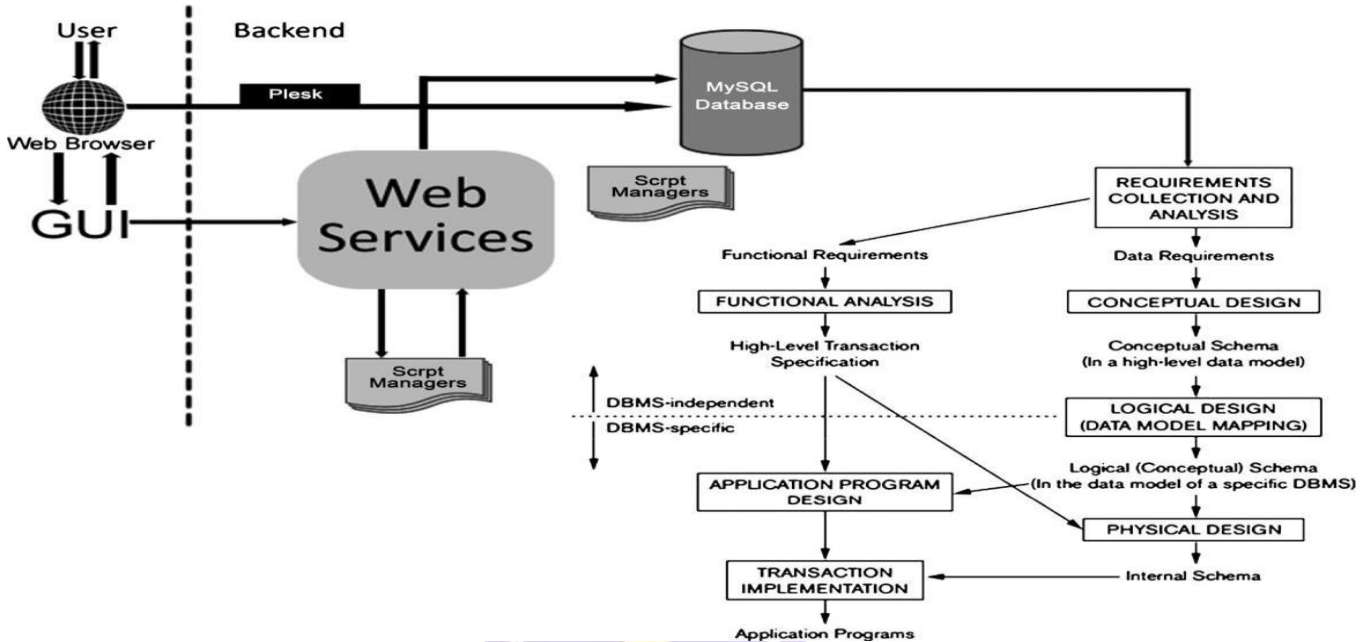 User
Backend
Plesk
MySQL
Database
Web Browser
GUI
Web
Services
Scrpt
Managers
Scrpt
Managers
REQUIREMENTS
COLLECTION AND
ANALYSIS
Functional Requirements
Data Requirements
FUNCTIONAL ANALYSIS
CONCEPTUAL DESIGN
High-Level Transaction
Specification
Conceptual Schema
(In a high-level data model)
DBMS-independent
DBMS-specific
LOGICAL DESIGN
(DATA MODEL MAPPING)
Logical (Conceptual) Schema
(In the data model of a specific DBMS)
APPLICATION PROGRAM
DESIGN
PHYSICAL DESIGN
Internal Schema
TRANSACTION
IMPLEMENTATION
Application Programs